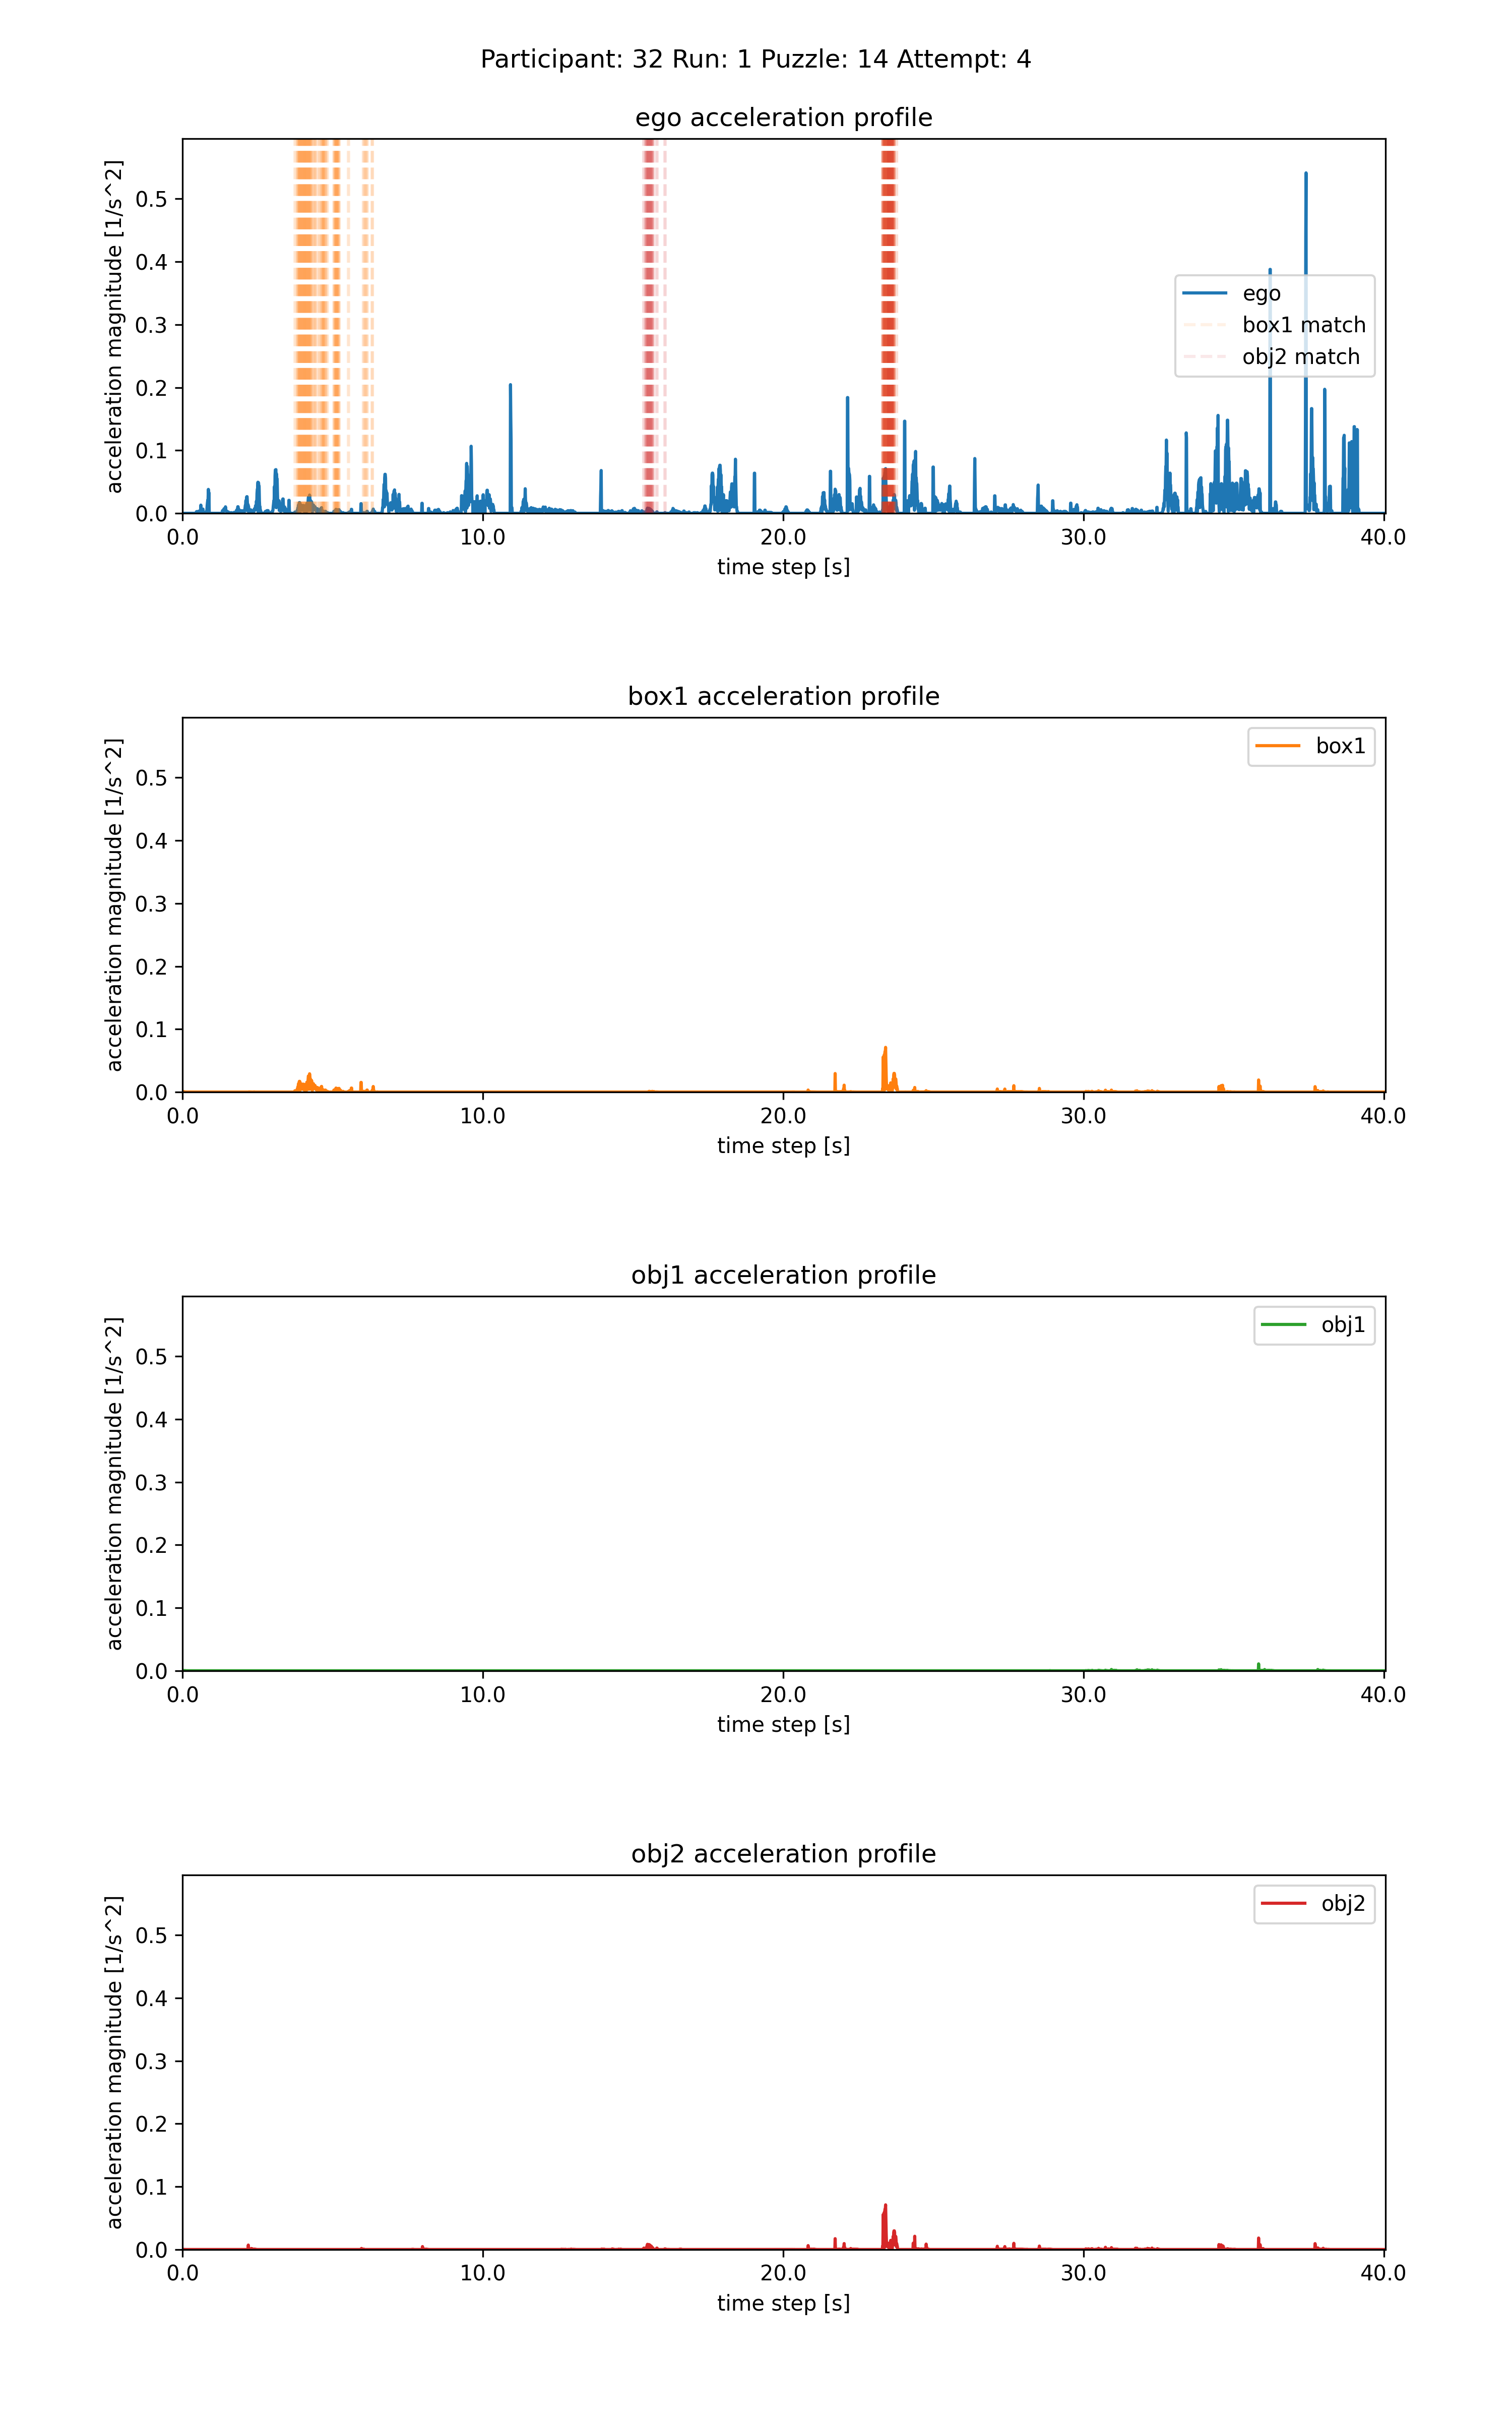 Participant: 32 Run: 1 Puzzle: 14 Attempt: 4
ego acceleration profile
acceleration magnitude [1/s^2]
0.5
0.4
0.3
0.2
0.1
0.0
ego
box1 match
obj2 match
0.0 10.0 20.0 30.0 40.0
time step [s]
box1 acceleration profile
acceleration magnitude [1/s^2]
0.5
0.4
0.3
0.2
0.1
0.0
box1
0.0 10.0 20.0 30.0 40.0
time step [s]
obj1 acceleration profile
acceleration magnitude [1/s^2]
0.5
0.4
0.3
0.2
0.1
0.0
obj1
0.0 10.0 20.0 30.0 40.0
time step [s]
obj2 acceleration profile
acceleration magnitude [1/s^2]
0.5
0.4
0.3
0.2
0.1
0.0
obj2
0.0 10.0 20.0 30.0 40.0
time step [s]